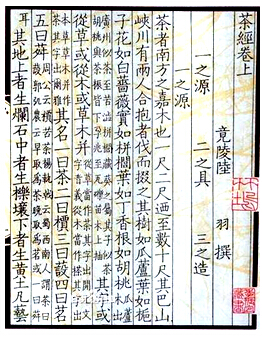 茶經卷上
竟陵陸 羽 撰
一之源 二之具 三之造
一之源
茶者南方之嘉木也一尺二尺迺至數十尺其巴山
峽川有兩人合抱者伐而掇之其樹如瓜蘆葉如梔
子花如白薔薇實如栟櫚葉如丁香根如胡桃瓜蘆木出
廣州似茶至苦澁栟櫚蒲葵之屬其子似茶胡桃與茶根皆下孕兆至瓦礫苗木上抽其字或
從草或從木或草木并從草當作茶其字出開元文字音義從木當作㮨其字出
本草草木并作荼其字出爾雅其名一曰茶二曰檟三曰蔎四曰茗
五曰荈周公云檟苦荼楊執戟云蜀西南人謂荼曰蔎郭弘農云早取為茶晚取為茗或一曰荈
耳其地上者生爛石中者生櫟壤下者生黃土凡藝